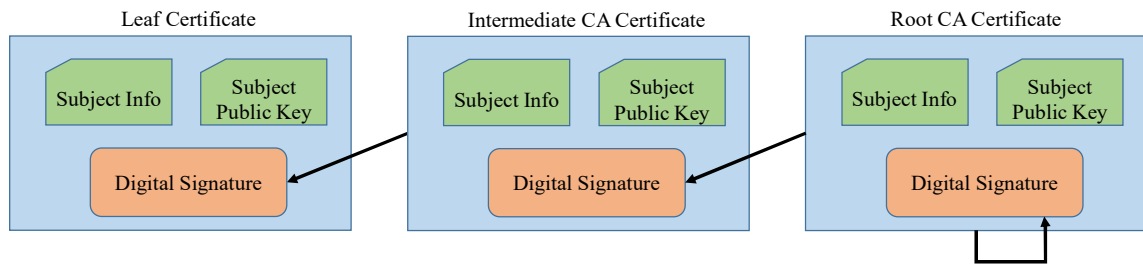 Leaf Certificate
Subject Info
Subject
Public Key
Digital Signature
Intermediate CA Certificate
Subject Info
Subject
Public Key
Digital Signature
Root CA Certificate
Subject Info
Subject
Public Key
Digital Signature